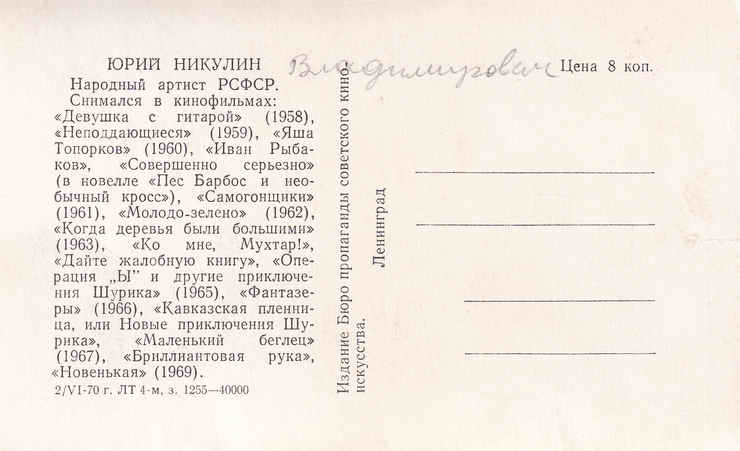 ЮРИЙ НИКУЛИН
Владимирович
Цена 8 коп.
Народный артист РСФСР.
Снимался в кинофильмах:
«Девушка с гитарой» (1958),
«Неподдающиеся» (1959), «Яша
Топорков» (1960), «Иван Рыба-
ков», «Совершенно серьезно»
(в новелле «Пес Барбос и нео-
бычный кросс»), «Самогонщики»
(1961), «Молодо-зелено» (1962),
«Когда деревья были большими»
(1963), «Ко мне, Мухтар!»,
«Дайте жалобную книгу», «Опе-
рация „Ы" и другие приключе-
ния Шурика» (1965), «Фантазе-
ры» (1966), «Кавказская пленни-
ца, или Новые приключения Шу-
рика», «Маленький беглец»
(1967), «Бриллиантовая рука»,
«Новенькая» (1969).
2/VI-70 г. ЛТ 4-м, з. 1255—40000
Издание Бюро пропаганды советского кино-
искусства.
Ленинград